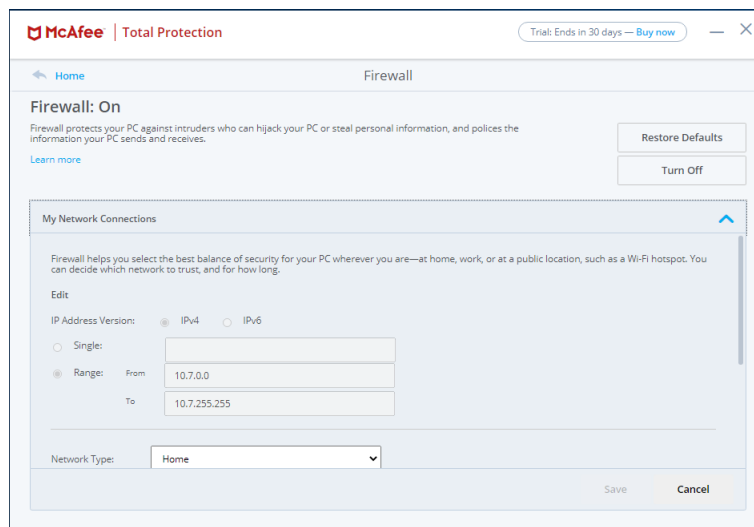 McAfee | Total Protection
Trial: Ends in 30 days — Buy now
Home
Firewall
Firewall: On
Firewall protects your PC against intruders who can hijack your PC or steal personal information, and polices the
information your PC sends and receives.
Learn more
Restore Defaults
Turn Off
My Network Connections
Firewall helps you select the best balance of security for your PC wherever you are—at home, work, or at a public location, such as a Wi-Fi hotspot. You
can decide which network to trust, and for how long.
Edit
IP Address Version: IPv4 IPv6
Single:
Range: From 10.7.0.0
To 10.7.255.255
Network Type: Home
Save Cancel